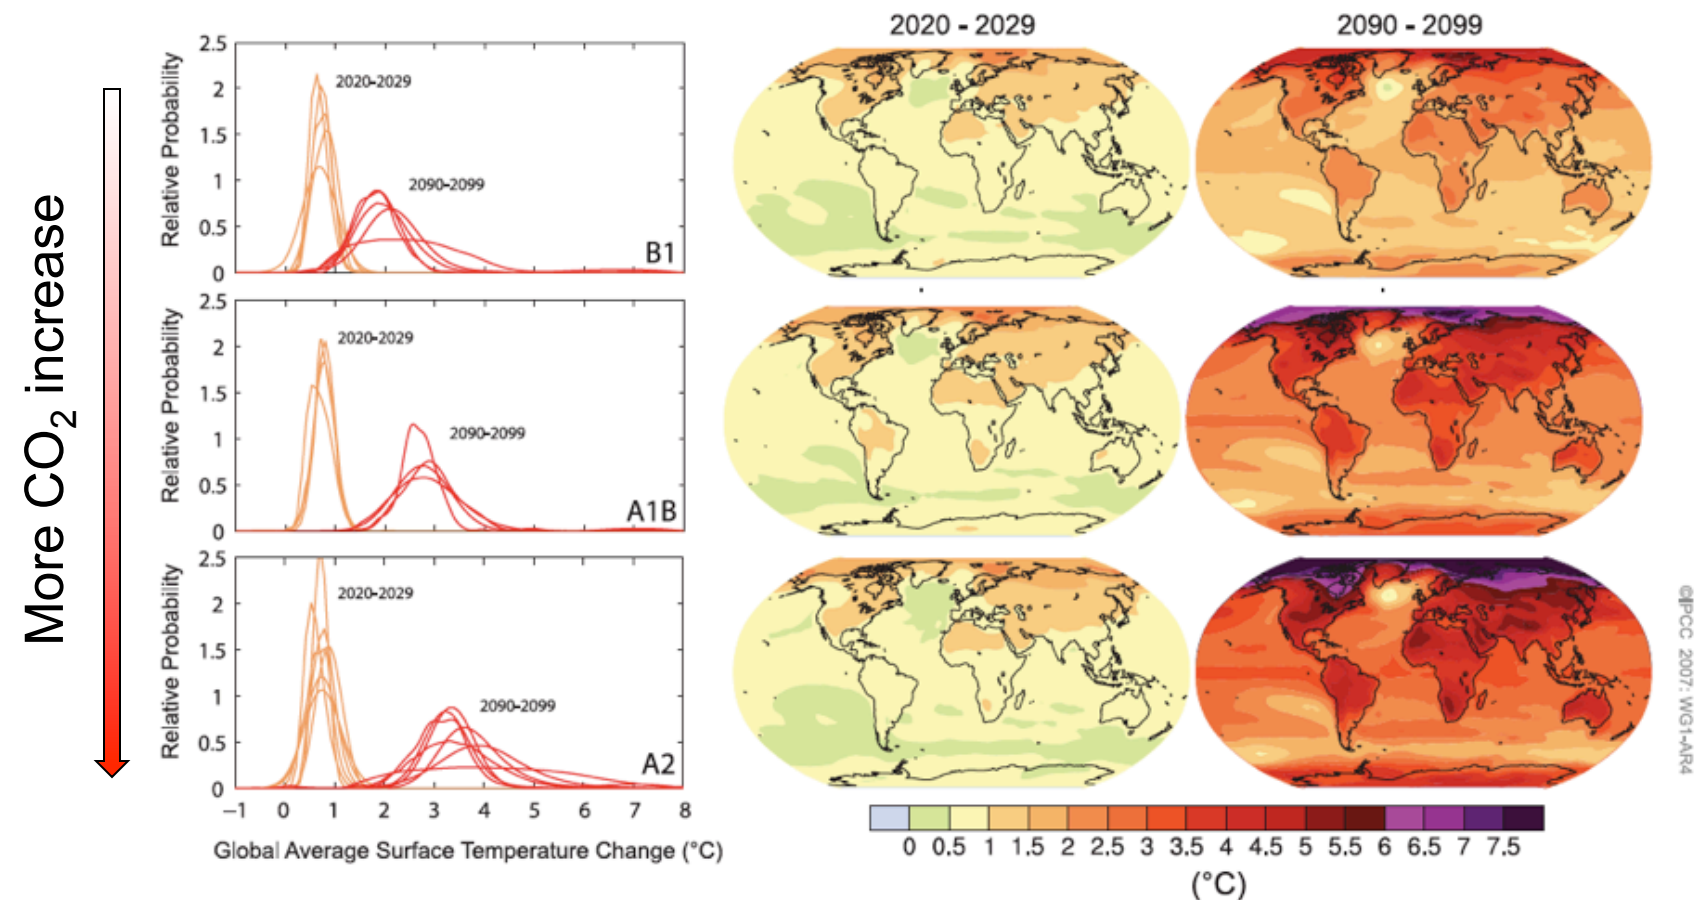 More CO2 increase
2020 - 2029
2090 - 2099
Relative Probability
2.5
2
1.5
1
0.5
0
2020-2029
2090-2099
B1
Relative Probability
2.5
2
1.5
1
0.5
0
2020-2029
2090-2099
A1B
Relative Probability
2.5
2
1.5
1
0.5
0
2020-2029
2090-2099
A2
−1 0 1 2 3 4 5 6 7 8
Global Average Surface Temperature Change (°C)
0 0.5 1 1.5 2 2.5 3 3.5 4 4.5 5 5.5 6 6.5 7 7.5
(°C)
©IPCC 2007: WG1-AR4